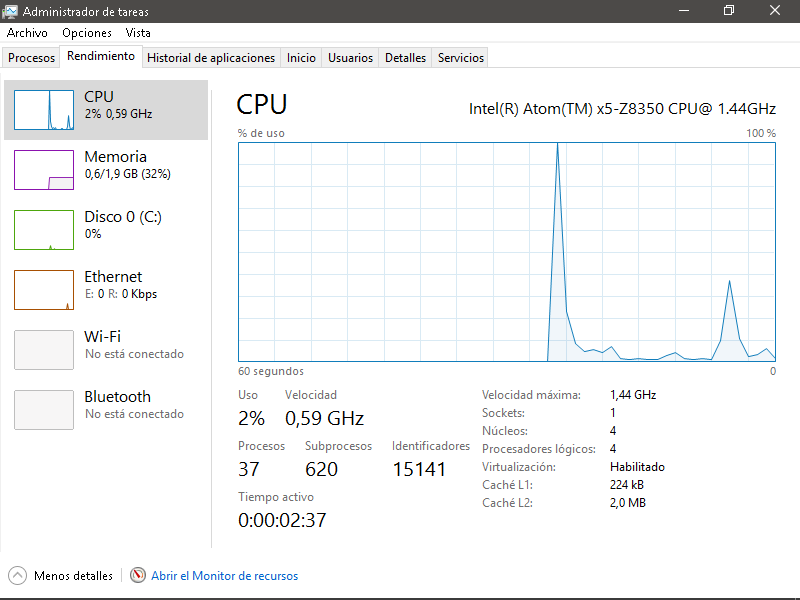 Administrador de tareas
Archivo Opciones Vista
Procesos Rendimiento Historial de aplicaciones Inicio Usuarios Detalles Servicios
CPU
2% 0,59 GHz
Memoria
0,6/1,9 GB (32%)
Disco 0 (C:)
0%
Ethernet
E: 0 R: 0 Kbps
Wi-Fi
No está conectado
Bluetooth
No está conectado
CPU Intel(R) Atom(TM) x5-Z8350 CPU@ 1.44GHz
% de uso 100 %
60 segundos 0
Uso Velocidad
2% 0,59 GHz
Procesos Subprocesos Identificadores
37 620 15141
Tiempo activo
0:00:02:37
Velocidad máxima: 1,44 GHz
Sockets: 1
Núcleos: 4
Procesadores lógicos: 4
Virtualización: Habilitado
Caché L1: 224 kB
Caché L2: 2,0 MB
Menos detalles Abrir el Monitor de recursos